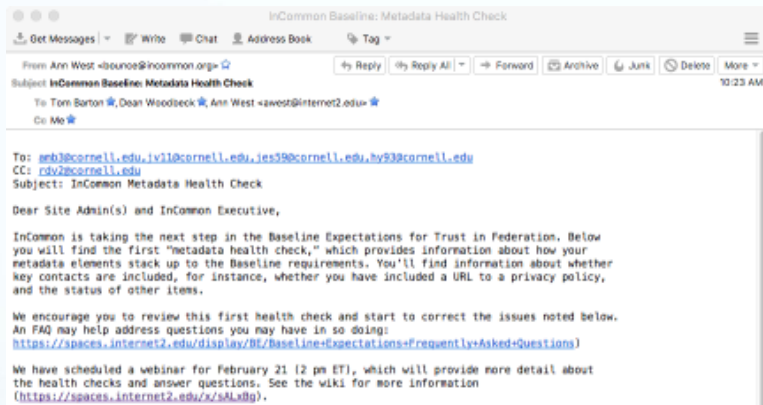 InCommon Baseline: Metadata Health Check
Get Messages Write Chat Address Book Tag
From Ann West <bounce@incommon.org> Reply Reply All Forward Archive Junk Delete More
Subject InCommon Baseline: Metadata Health Check 10:23 AM
To Tom Barton, Dean Woodbeck, Ann West <awest@internet2.edu>
Cc Me
To: amb3@cornell.edu,jv11@cornell.edu,jes59@cornell.edu,hy93@cornell.edu
CC: rdv2@cornell.edu
Subject: InCommon Metadata Health Check
Dear Site Admin(s) and InCommon Executive,
InCommon is taking the next step in the Baseline Expectations for Trust in Federation. Below
you will find the first "metadata health check," which provides information about how your
metadata elements stack up to the Baseline requirements. You'll find information about whether
key contacts are included, for instance, whether you have included a URL to a privacy policy,
and the status of other items.
We encourage you to review this first health check and start to correct the issues noted below.
An FAQ may help address questions you may have in so doing:
https://spaces.internet2.edu/display/BE/Baseline+Expectations+Frequently+Asked+Questions)
We have scheduled a webinar for February 21 (2 pm ET), which will provide more detail about
the health checks and answer questions. See the wiki for more information
(https://spaces.internet2.edu/x/sALxBg).